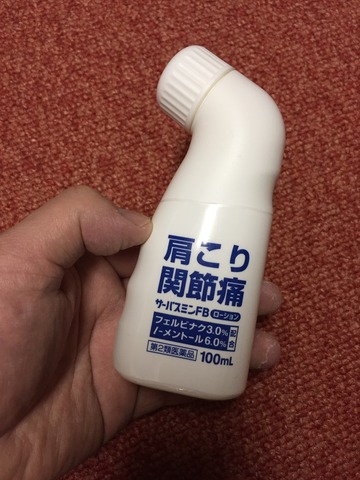 肩こり
関節痛
サーバスミンFB ローション
フェルビナク3.0%
l-メントール6.0% 配合
第2類医薬品 100mL